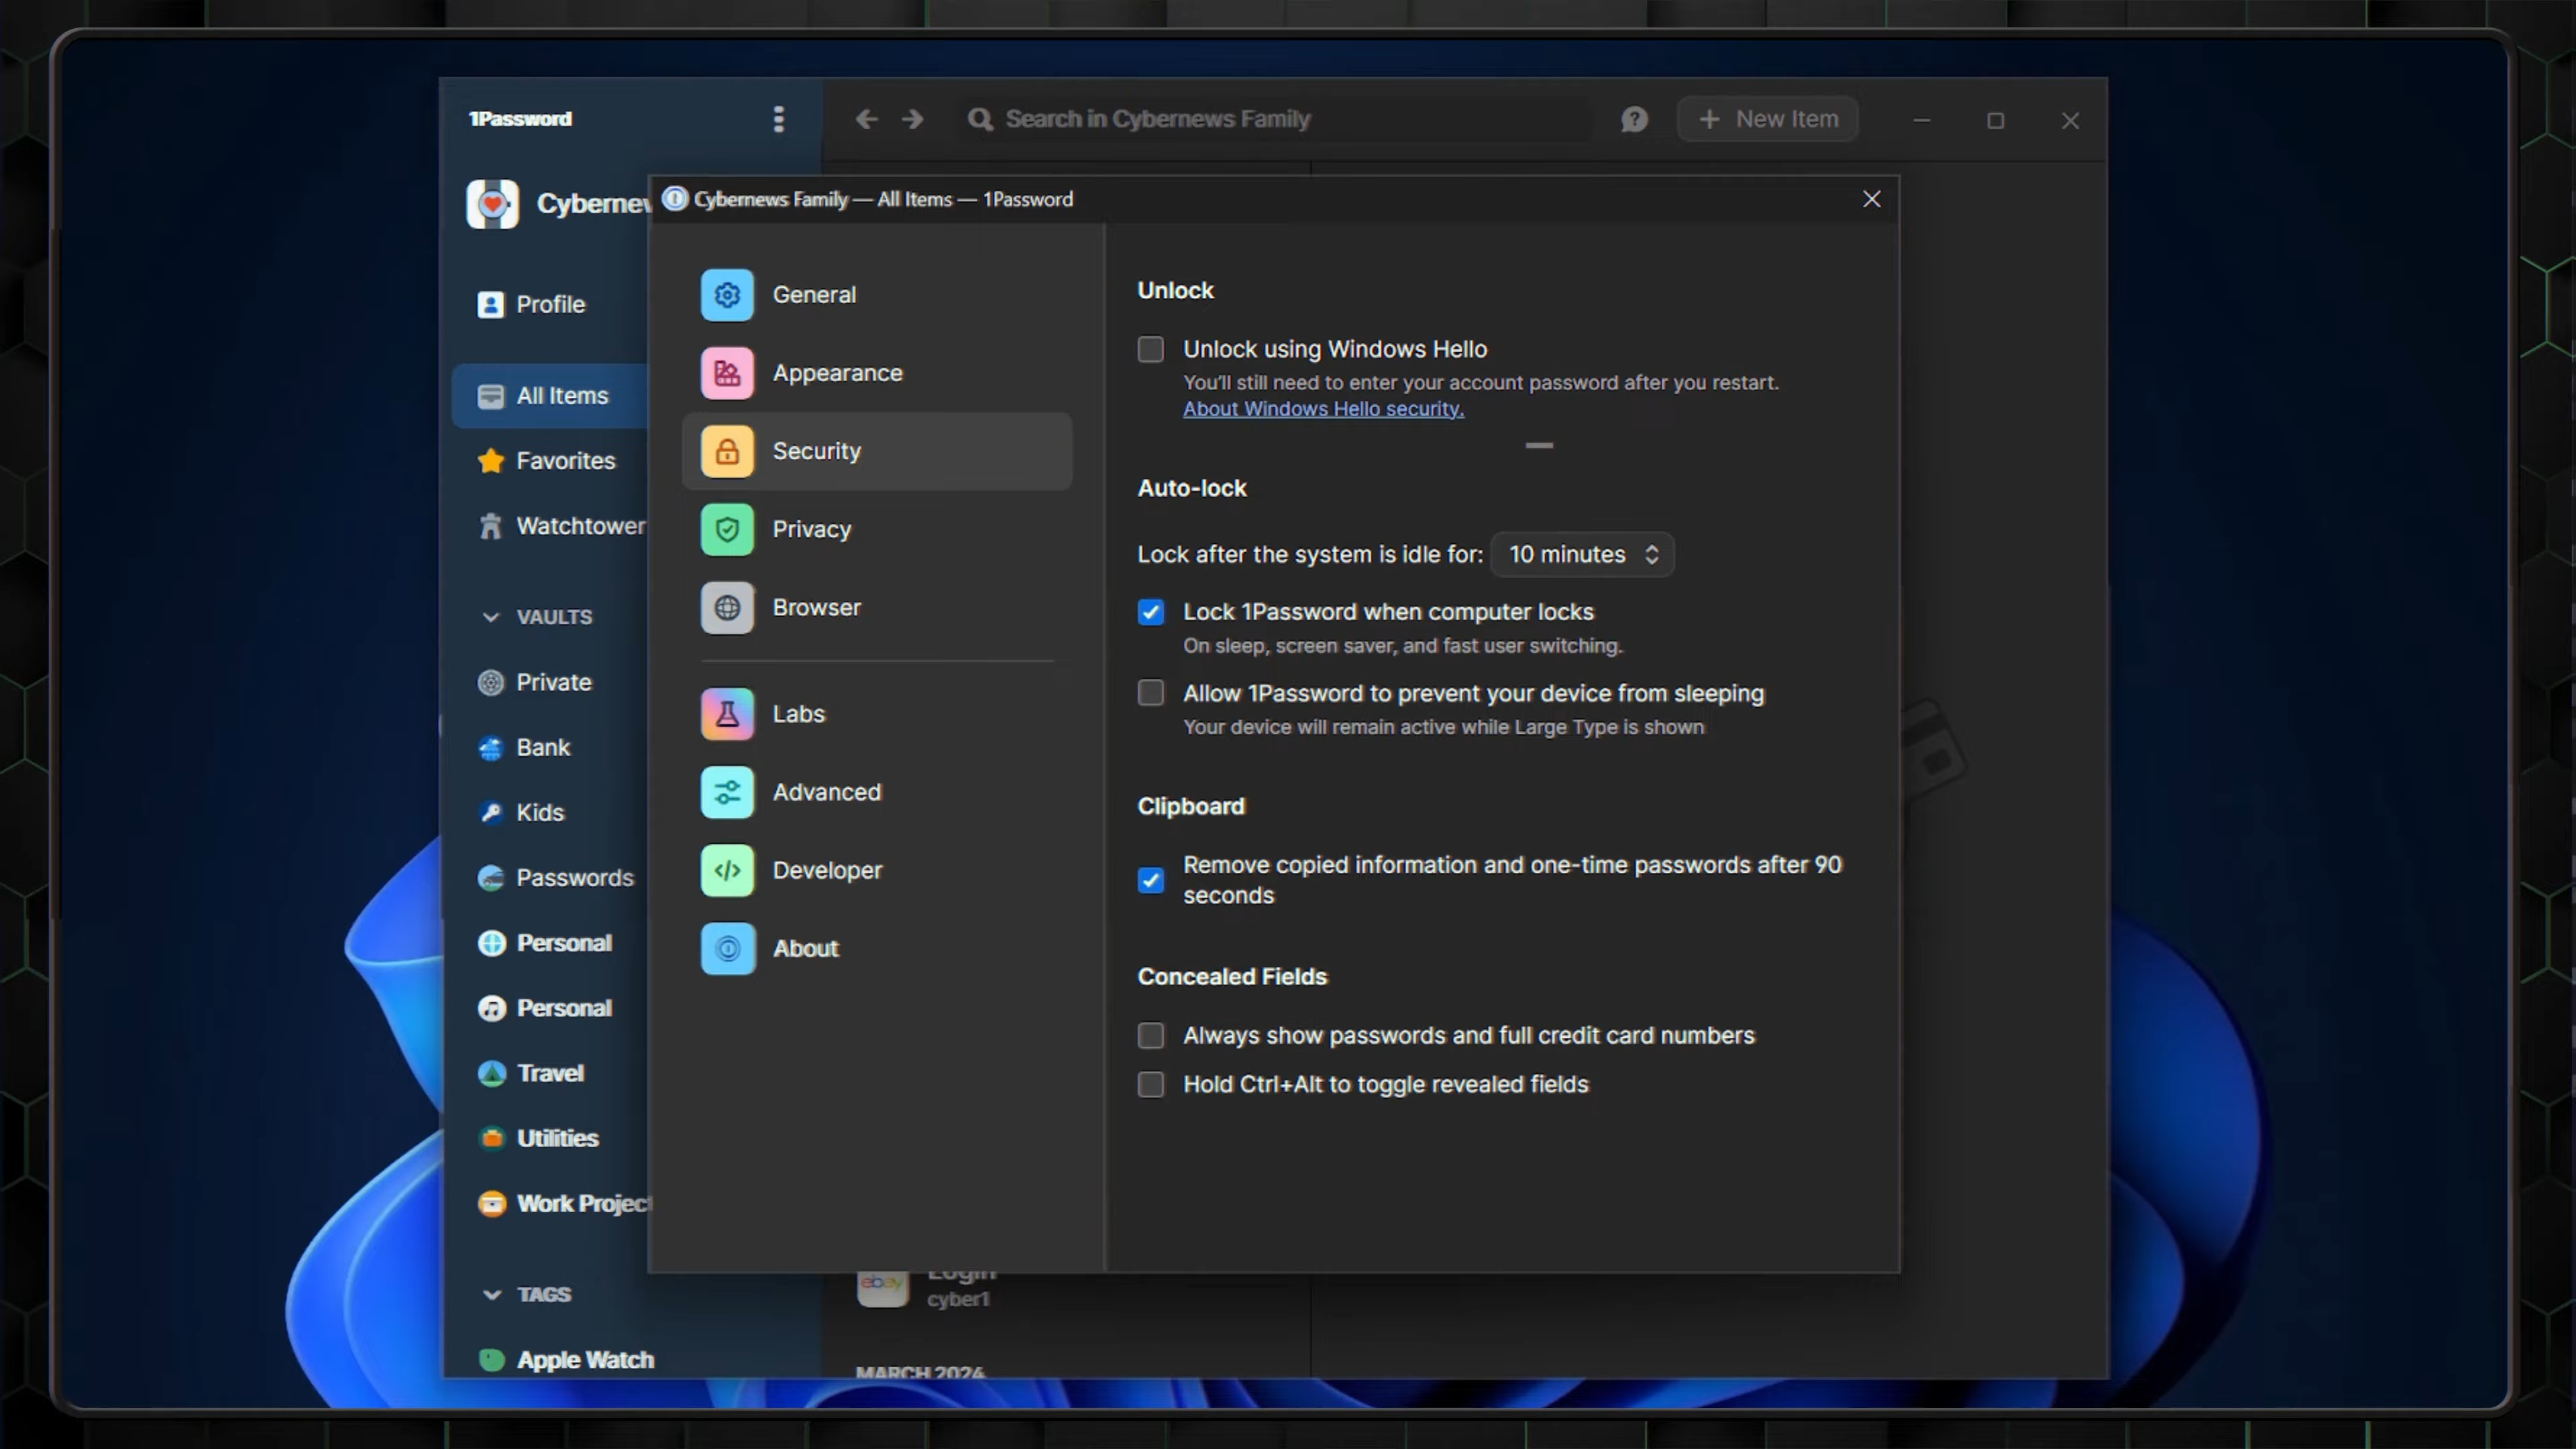 1Password
Search in Cybernews Family
New Item
Cybernews Family — All Items — 1Password
Profile
All Items
Favorites
Watchtower
VAULTS
Private
Bank
Kids
Passwords
Personal
Personal
Travel
Utilities
Work Project
TAGS
Apple Watch
General
Appearance
Security
Privacy
Browser
Labs
Advanced
Developer
About
Unlock
Unlock using Windows Hello
You'll still need to enter your account password after you restart.
About Windows Hello security.
Auto-lock
Lock after the system is idle for: 10 minutes
Lock 1Password when computer locks
On sleep, screen saver, and fast user switching.
Allow 1Password to prevent your device from sleeping
Your device will remain active while Large Type is shown
Clipboard
Remove copied information and one-time passwords after 90
seconds
Concealed Fields
Always show passwords and full credit card numbers
Hold Ctrl+Alt to toggle revealed fields
ebay
Login
cyber1
MARCH 2024